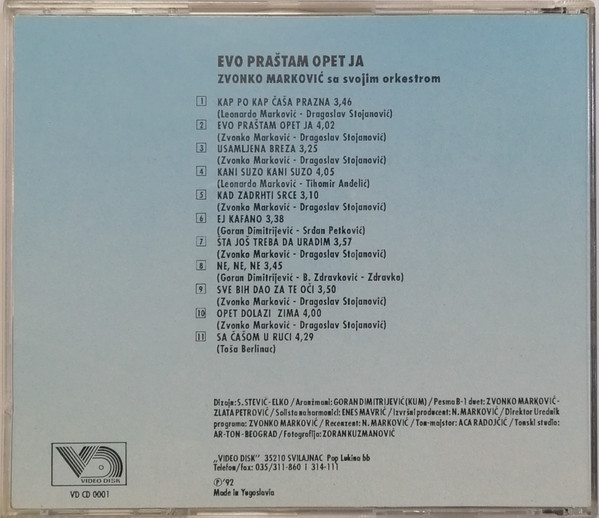 EVO PRAŠTAM OPET JA
ZVONKO MARKOVIĆ sa svojim orkestrom
1 KAP PO KAP ČAŠA PRAZNA 3,46
(Leonardo Marković - Dragoslav Stojanović)
2 EVO PRAŠTAM OPET JA 4,02
(Zvonko Marković - Dragoslav Stojanović)
3 USAMLJENA BREZA 3,25
(Zvonko Marković - Dragoslav Stojanović)
4 KANI SUZO KANI SUZO 4,05
(Leonardo Marković - Tihomir Anđelić)
5 KAD ZADRHTI SRCE 3,10
(Zvonko Marković - Dragoslav Stojanović)
6 EJ KAFANO 3,38
(Goran Dimitrijević - Srđan Petković)
7 ŠTA JOŠ TREBA DA URADIM 3,57
(Zvonko Marković - Dragoslav Stojanović)
8 NE, NE, NE 3,45
(Goran Dimitrijević - B. Zdravković - Zdravko)
9 SVE BIH DAO ZA TE OČI 3,50
(Zvonko Marković - Dragoslav Stojanović)
10 OPET DOLAZI ZIMA 4,00
(Zvonko Marković - Dragoslav Stojanović)
11 SA ČAŠOM U RUCI 4,29
(Toša Berlinac)
Dizajn: S. STEVIĆ - ELKO / Aranžmani: GORAN DIMITRIJEVIĆ (KUM) / Pesma B-1 duet: ZVONKO MARKOVIĆ-
ZLATA PETROVIĆ / Solista na harmonici: ENES MAVRIĆ / Izvršni producent: N. MARKOVIĆ / Direktor Urednik
programa: ZVONKO MARKOVIĆ / Recenzent: N. MARKOVIĆ / Ton-majstor: ACA RADOJČIĆ / Tonski studio:
AR-TON - BEOGRAD / Fotografija: ZORAN KUZMANOVIĆ
„VIDEO DISK" 35210 SVILAJNAC Pop Lukina bb
Telefon/fax: 035/311-860 i 314-111
Ⓟ'92
Made in Yugoslavia
VD
VIDEO DISK
VD CD 0001